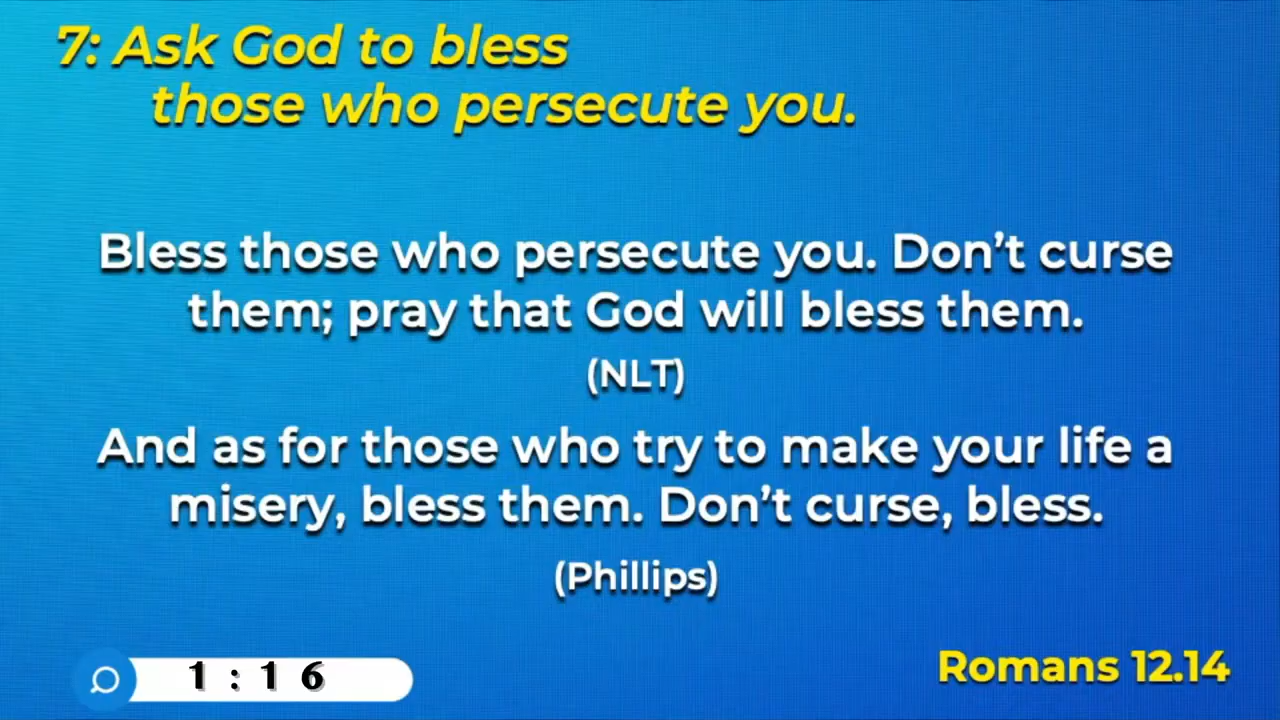 7: Ask God to bless
those who persecute you.
Bless those who persecute you. Don’t curse
them; pray that God will bless them.
(NLT)
And as for those who try to make your life a
misery, bless them. Don’t curse, bless.
(Phillips)
1:16
Romans 12.14